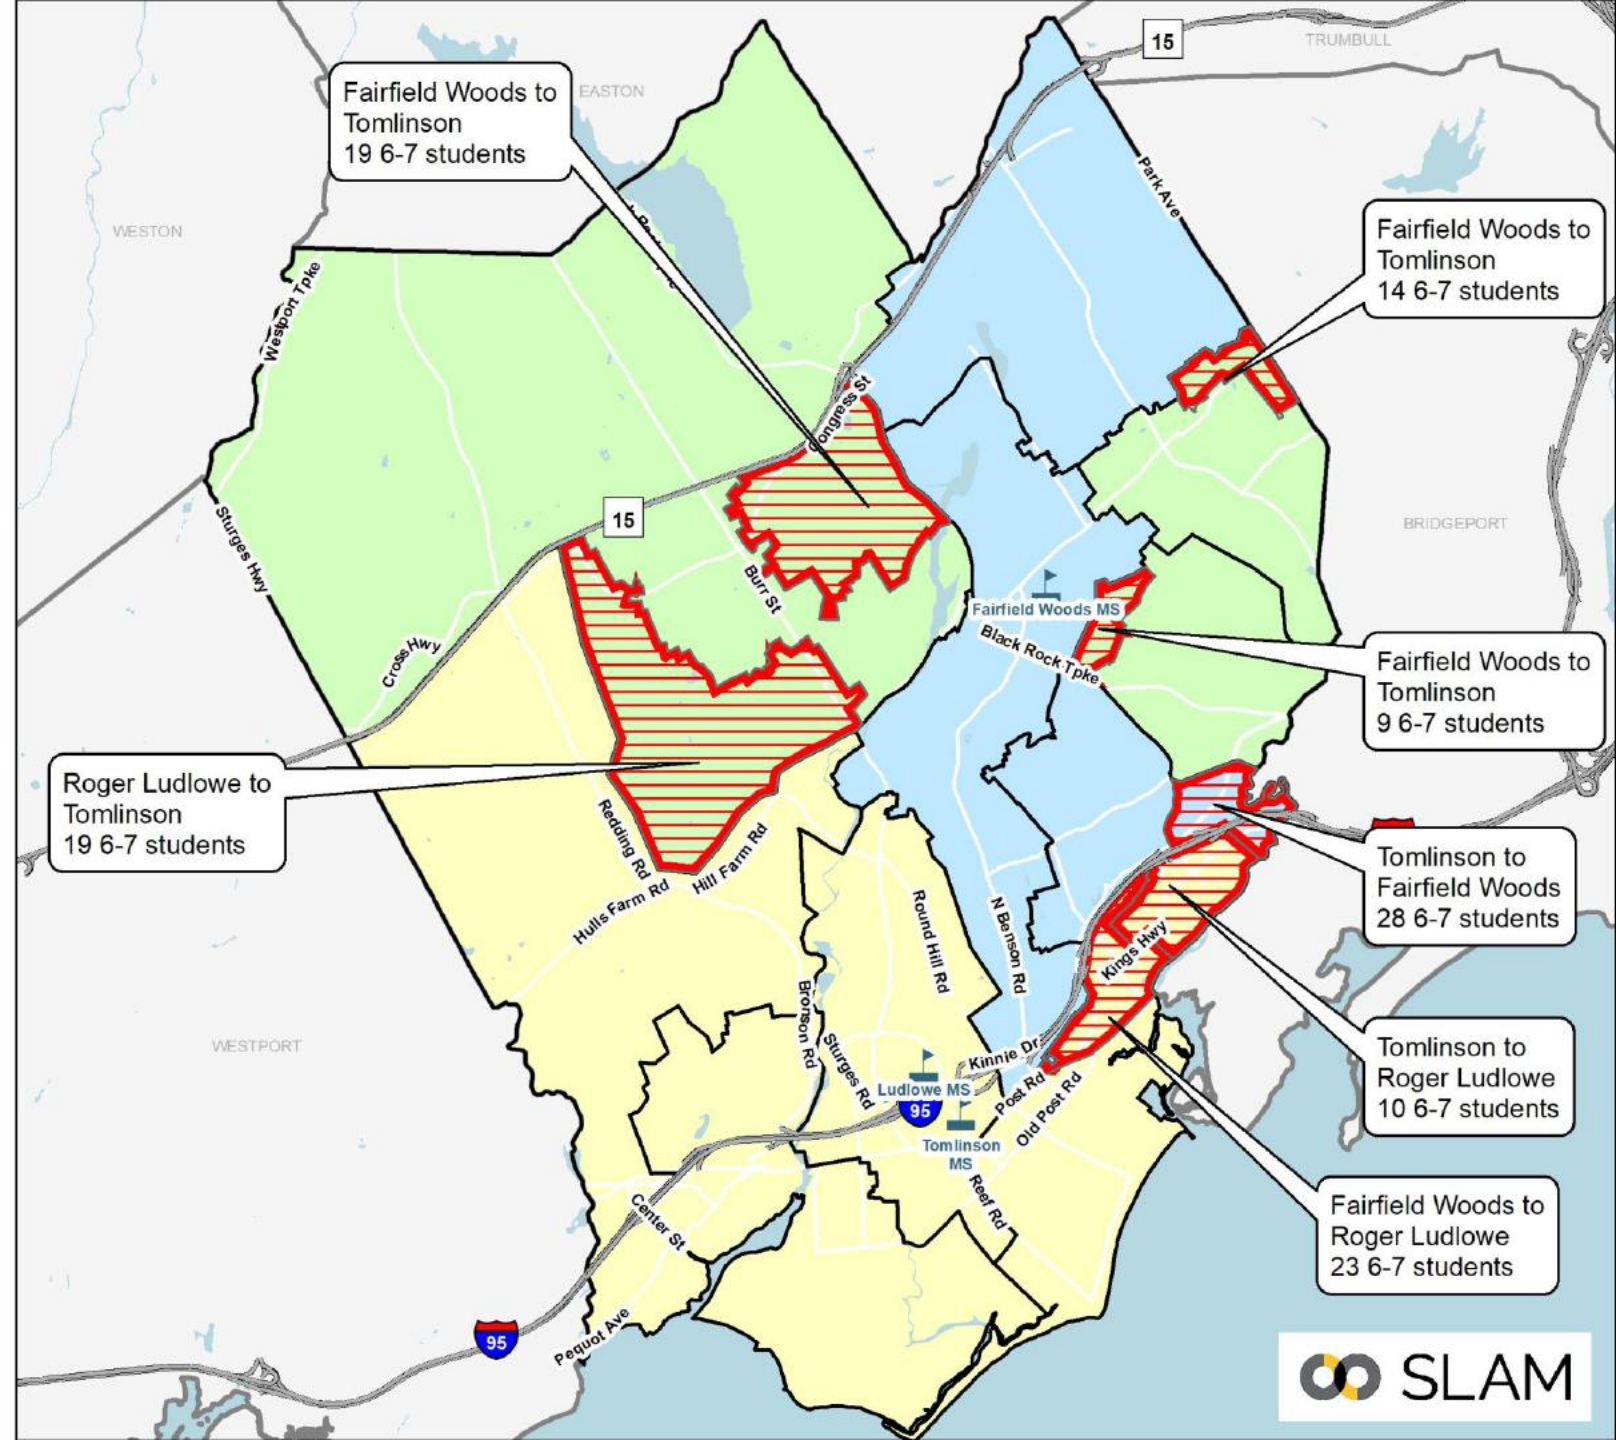 15
TRUMBULL
EASTON
Fairfield Woods to
Tomlinson
19 6-7 students
Park Ave
WESTON
Fairfield Woods to
Tomlinson
14 6-7 students
Westport Tpke
Congress St
15
BRIDGEPORT
Sturges Hwy
Burr St
Fairfield Woods MS
Black Rock Tpke
Cross Hwy
Fairfield Woods to
Tomlinson
9 6-7 students
Roger Ludlowe to
Tomlinson
19 6-7 students
Redding Rd
Hill Farm Rd
Hulls Farm Rd
Tomlinson to
Fairfield Woods
28 6-7 students
Round Hill Rd
N Benson Rd
Kings Hwy
Bronson Rd
WESTPORT
Sturges Rd
Kinnie Dr
Tomlinson to
Roger Ludlowe
10 6-7 students
Ludlowe MS
95
Post Rd
Old Post Rd
Tomlinson
MS
Reef Rd
Center St
Fairfield Woods to
Roger Ludlowe
23 6-7 students
95
Pequot Ave
SLAM